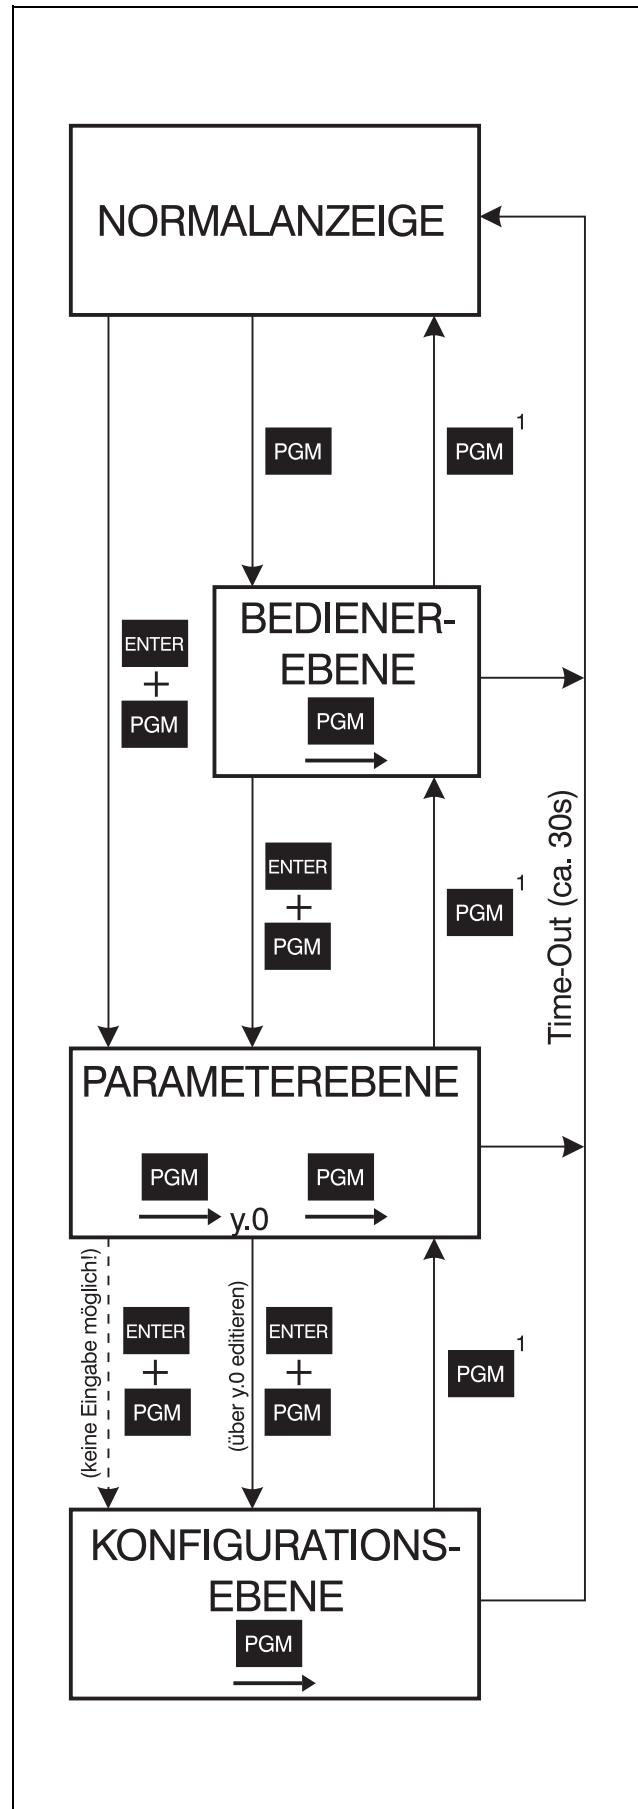 NORMALANZEIGE
PGM
PGM 1
ENTER
+
PGM
BEDIENER-
EBENE
PGM
ENTER
+
PGM
PGM 1
Time-Out (ca. 30s)
PARAMETEREBENE
PGM
y.0
PGM
(keine Eingabe möglich!)
ENTER
+
PGM
(über y.0 editieren)
ENTER
+
PGM
PGM 1
KONFIGURATIONS-
EBENE
PGM